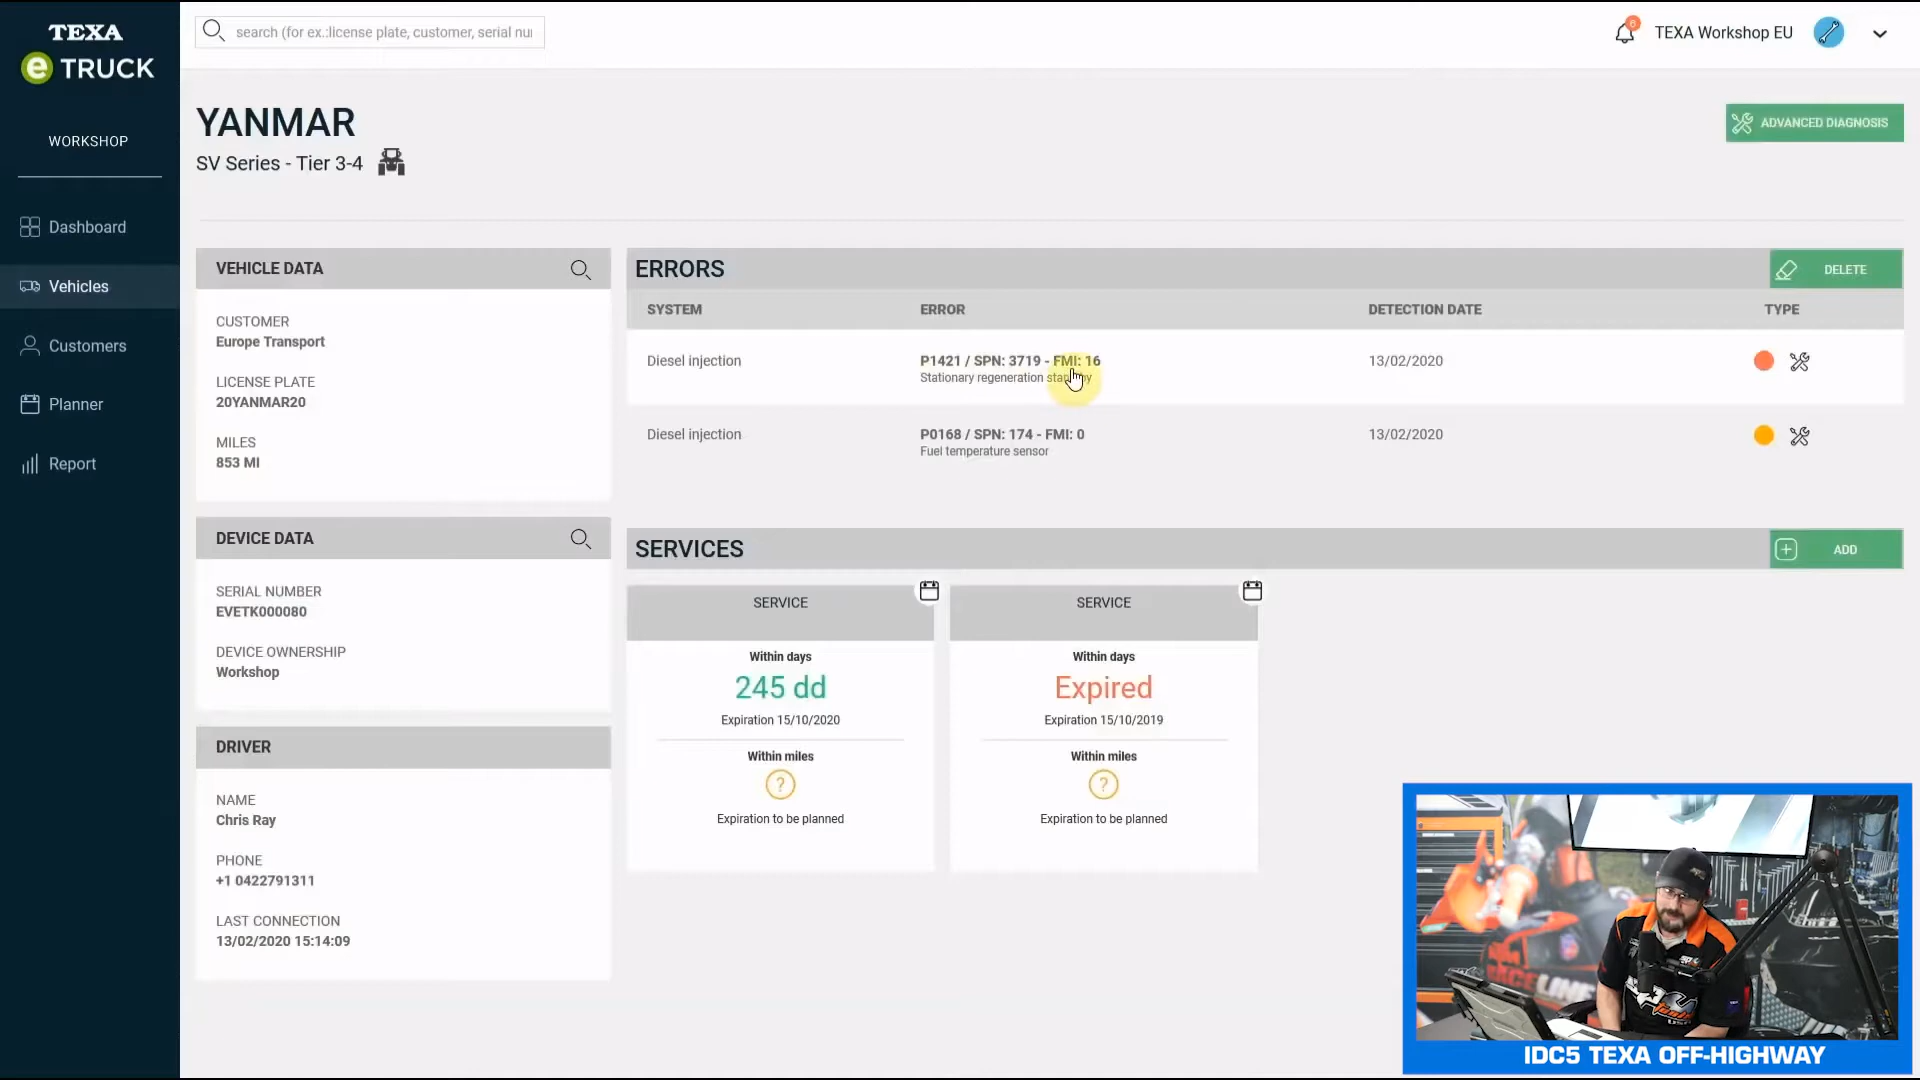 TEXA
e TRUCK
WORKSHOP
Dashboard
Vehicles
Customers
Planner
Report
search (for ex.:license plate, customer, serial nu
6
TEXA Workshop EU
YANMAR
SV Series - Tier 3-4
ADVANCED DIAGNOSIS
VEHICLE DATA
CUSTOMER
Europe Transport
LICENSE PLATE
20YANMAR20
MILES
853 MI
DEVICE DATA
SERIAL NUMBER
EVETK000080
DEVICE OWNERSHIP
Workshop
DRIVER
NAME
Chris Ray
PHONE
+1 0422791311
LAST CONNECTION
13/02/2020 15:14:09
ERRORS
DELETE
SYSTEM ERROR DETECTION DATE TYPE
Diesel injection P1421 / SPN: 3719 - FMI: 16 13/02/2020
Stationary regeneration
Diesel injection P0168 / SPN: 174 - FMI: 0 13/02/2020
Fuel temperature sensor
SERVICES
ADD
SERVICE
Within days
245 dd
Expiration 15/10/2020
Within miles
?
Expiration to be planned
SERVICE
Within days
Expired
Expiration 15/10/2019
Within miles
?
Expiration to be planned
IDC5 TEXA OFF-HIGHWAY